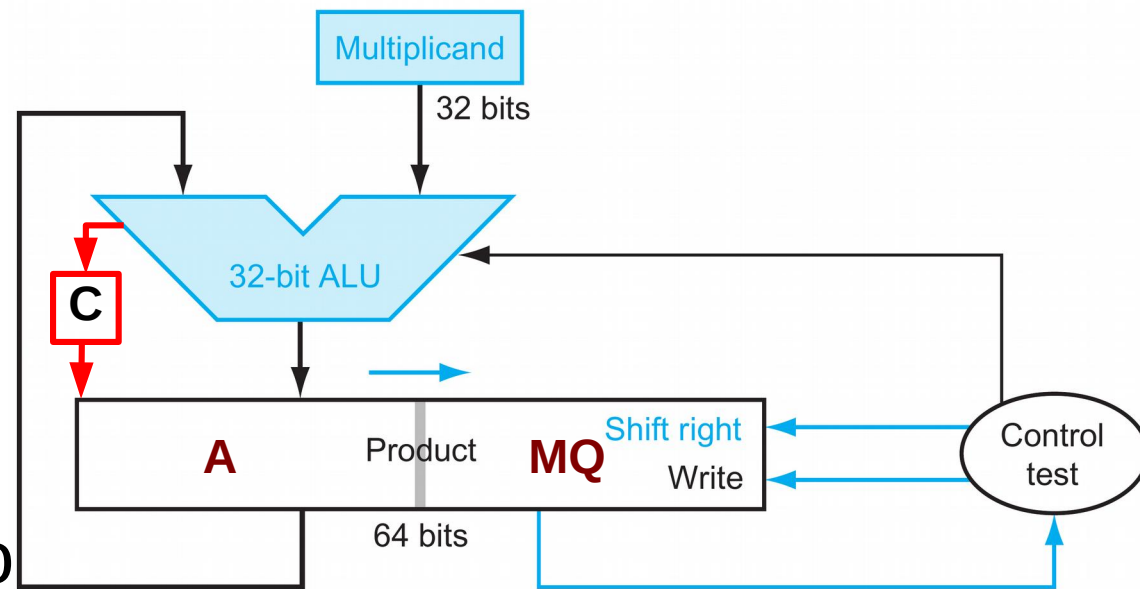 Multiplicand
32 bits
32-bit ALU
C
A
Product
MQ
Shift right
Write
Control
test
64 bits